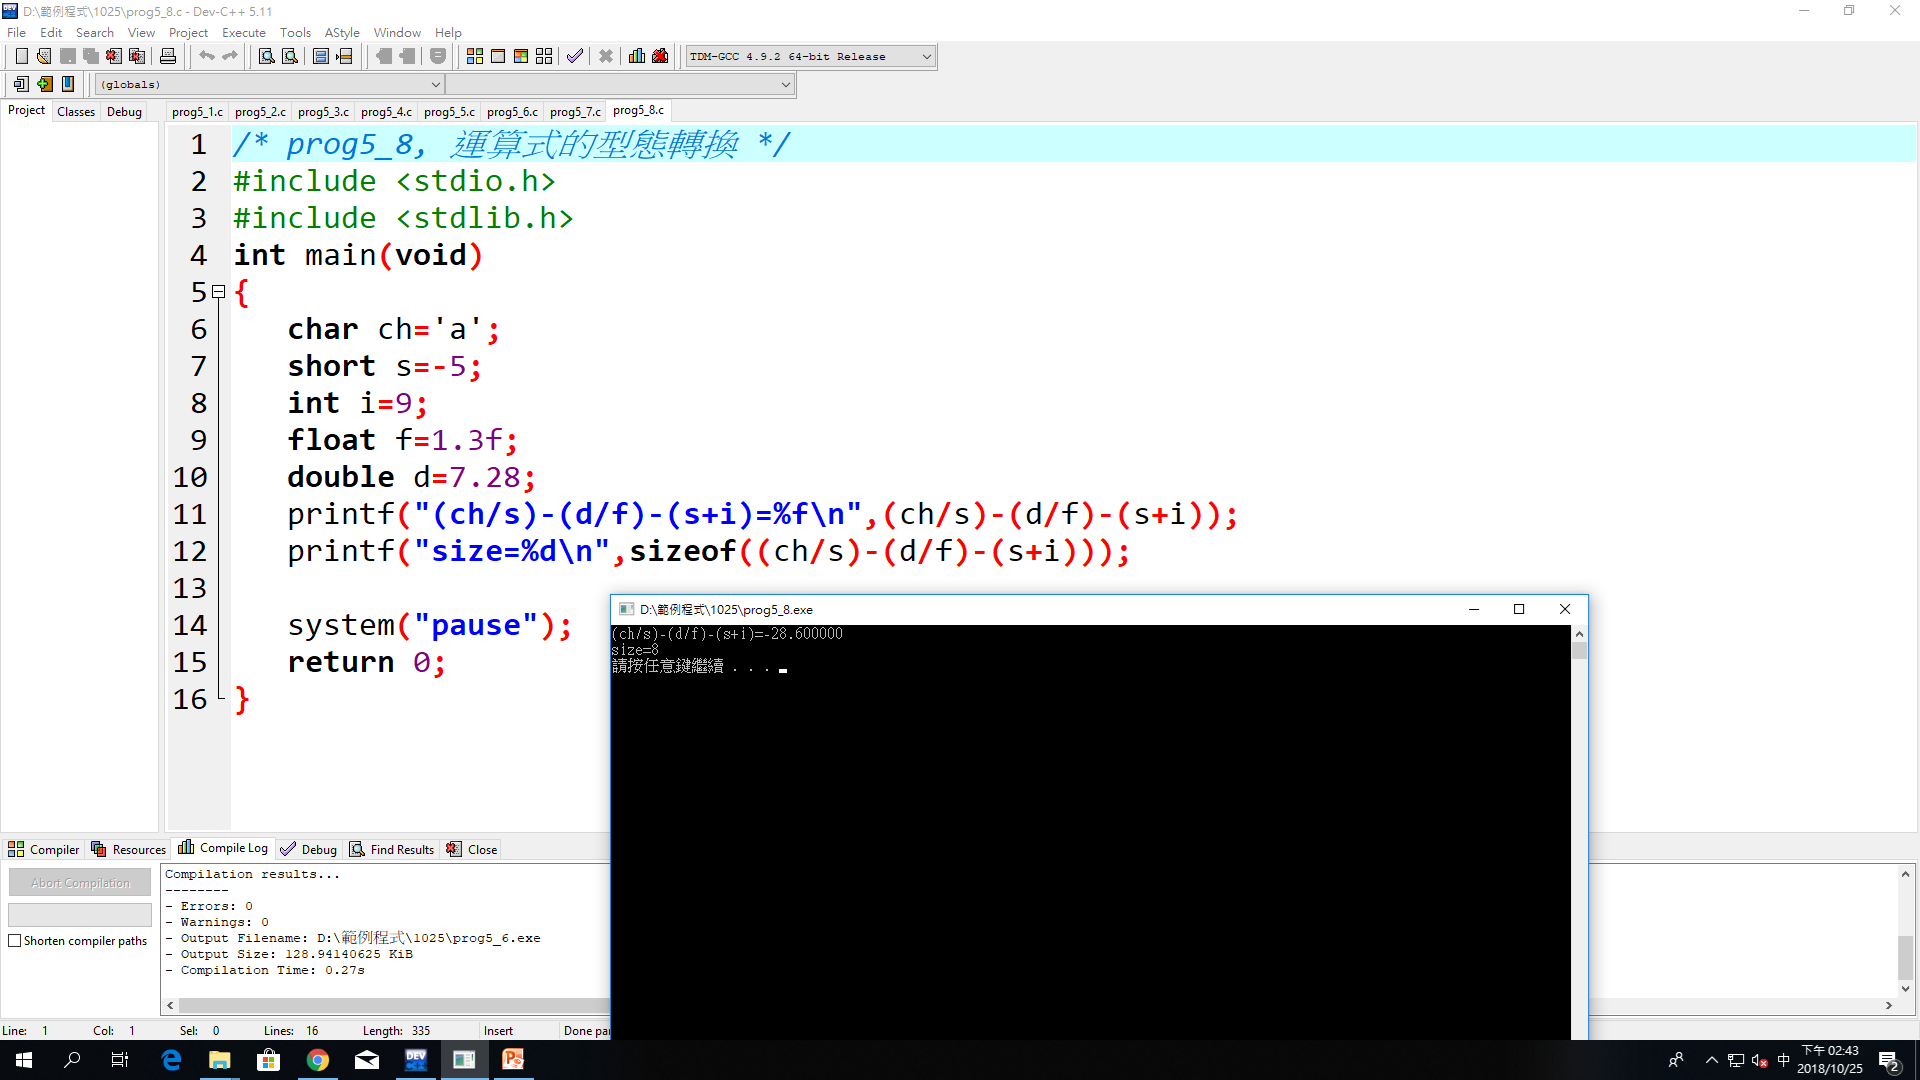 D:\範例程式\1025\prog5_8.c - Dev-C++ 5.11
File Edit Search View Project Execute Tools AStyle Window Help
TDM-GCC 4.9.2 64-bit Release
(globals)
Project Classes Debug prog5_1.c prog5_2.c prog5_3.c prog5_4.c prog5_5.c prog5_6.c prog5_7.c prog5_8.c
1 /* prog5_8, 運算式的型態轉換 */
2 #include <stdio.h>
3 #include <stdlib.h>
4 int main(void)
5 {
6 char ch='a';
7 short s=-5;
8 int i=9;
9 float f=1.3f;
10 double d=7.28;
11 printf("(ch/s)-(d/f)-(s+i)=%f\n",(ch/s)-(d/f)-(s+i));
12 printf("size=%d\n",sizeof((ch/s)-(d/f)-(s+i)));
13
14 system("pause");
15 return 0;
16 }
D:\範例程式\1025\prog5_8.exe
(ch/s)-(d/f)-(s+i)=-28.600000
size=8
請按任意鍵繼續 . . .
Compiler Resources Compile Log Debug Find Results Close
Abort Compilation
Shorten compiler paths
Compilation results...
--------
- Errors: 0
- Warnings: 0
- Output Filename: D:\範例程式\1025\prog5_6.exe
- Output Size: 128.94140625 KiB
- Compilation Time: 0.27s
Line: 1 Col: 1 Sel: 0 Lines: 16 Length: 335 Insert Done pa
DEV
中
下午 02:43
2018/10/25
2